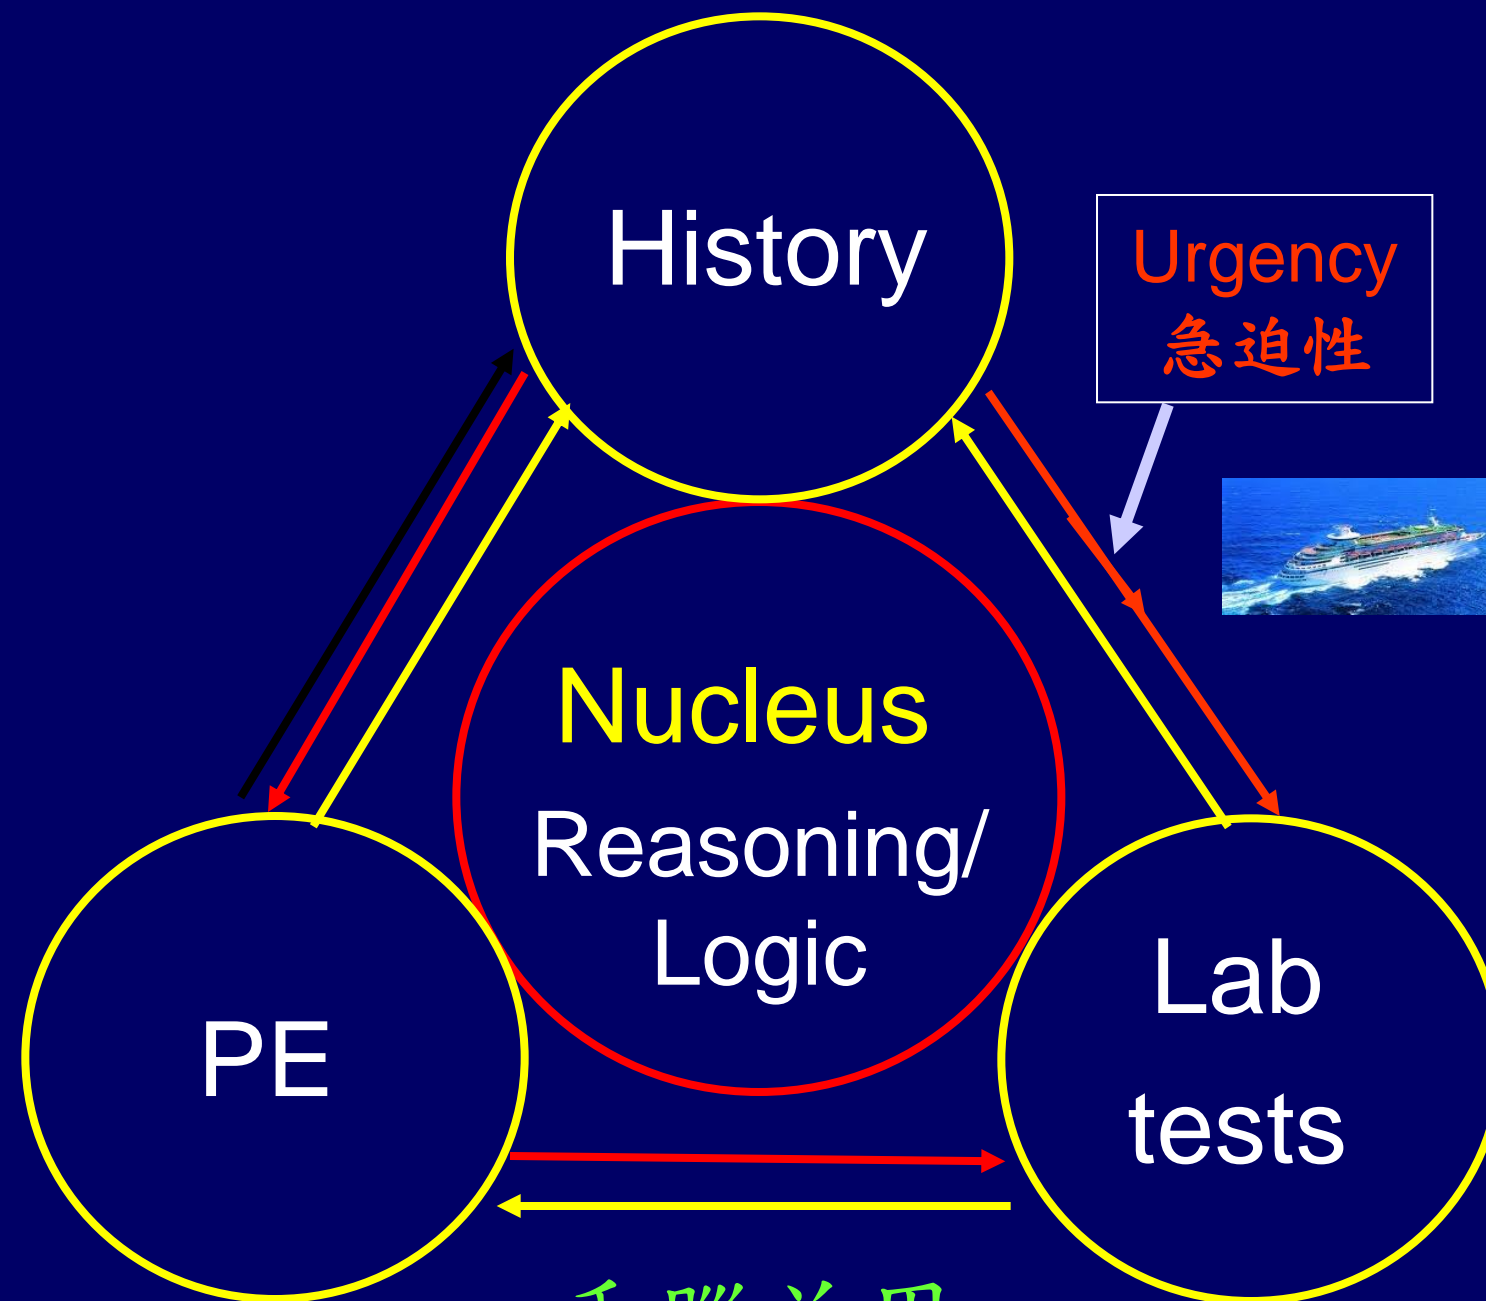 History
Urgency
急迫性
Nucleus
Reasoning/
Logic
PE
Lab
tests